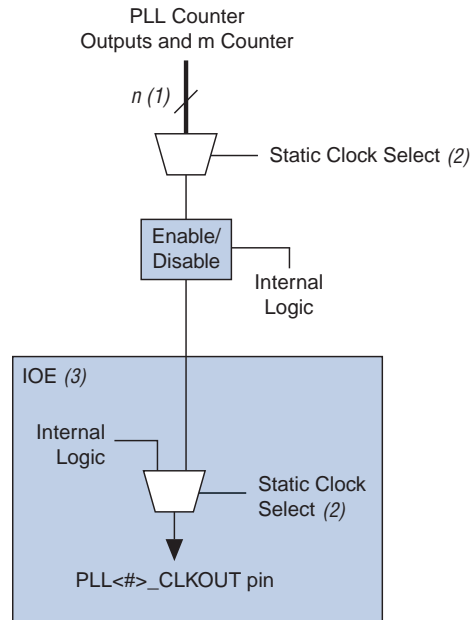 PLL Counter
Outputs and m Counter
n (1)
Static Clock Select (2)
Enable/
Disable
Internal
Logic
IOE (3)
Internal
Logic
Static Clock
Select (2)
PLL<#>_CLKOUT pin